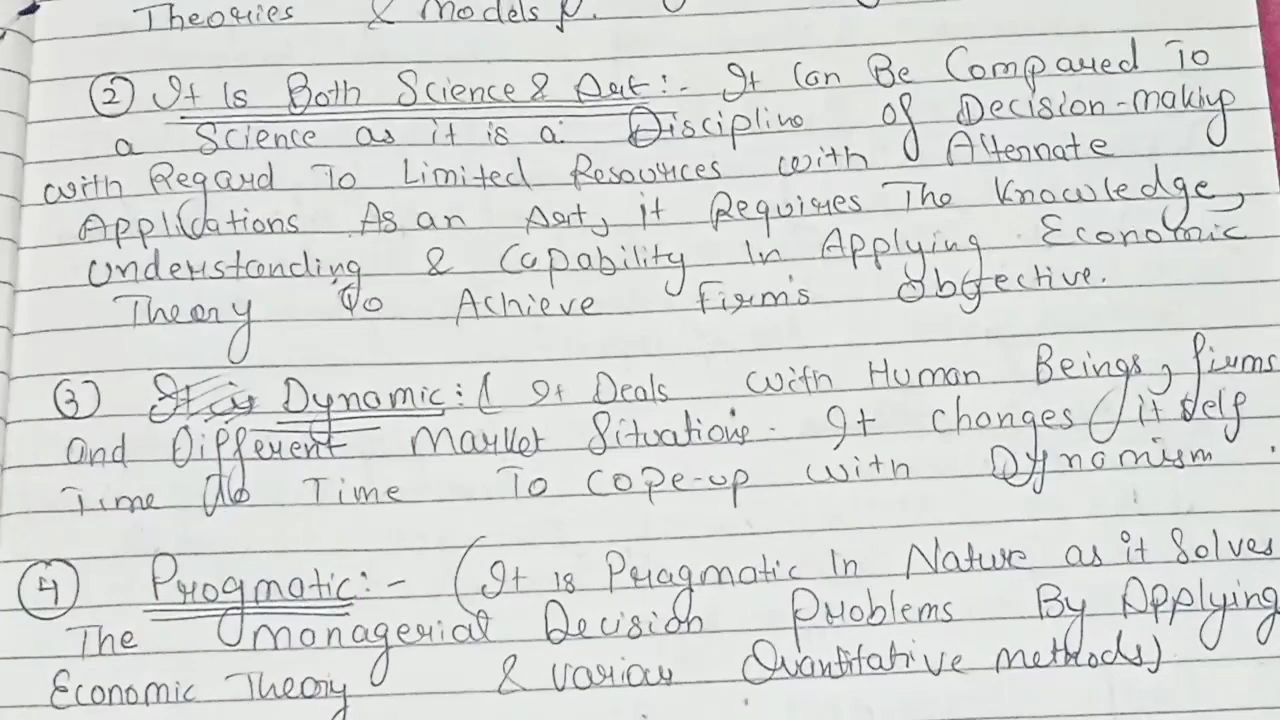 Theories & Models
② It Is Both Science & Art:- It Can Be Compared To
a Science as it is a Discipline of Decision-making
with Regard To Limited Resources with Alternate
Applications As an Art, it Requires The Knowledge,
Understanding & Capability In Applying Economic
Theory To Achieve Firm's Objective.
③ Dynamic:( It Deals with Human Beings, firms
And Different Market Situations. It changes it self
Time To Time To cope-up with Dynamism.
④ Pragmatic:- (It is Pragmatic In Nature as it Solves
The Managerial Decision Problems By Applying
Economic Theory & various Quantitative methods)